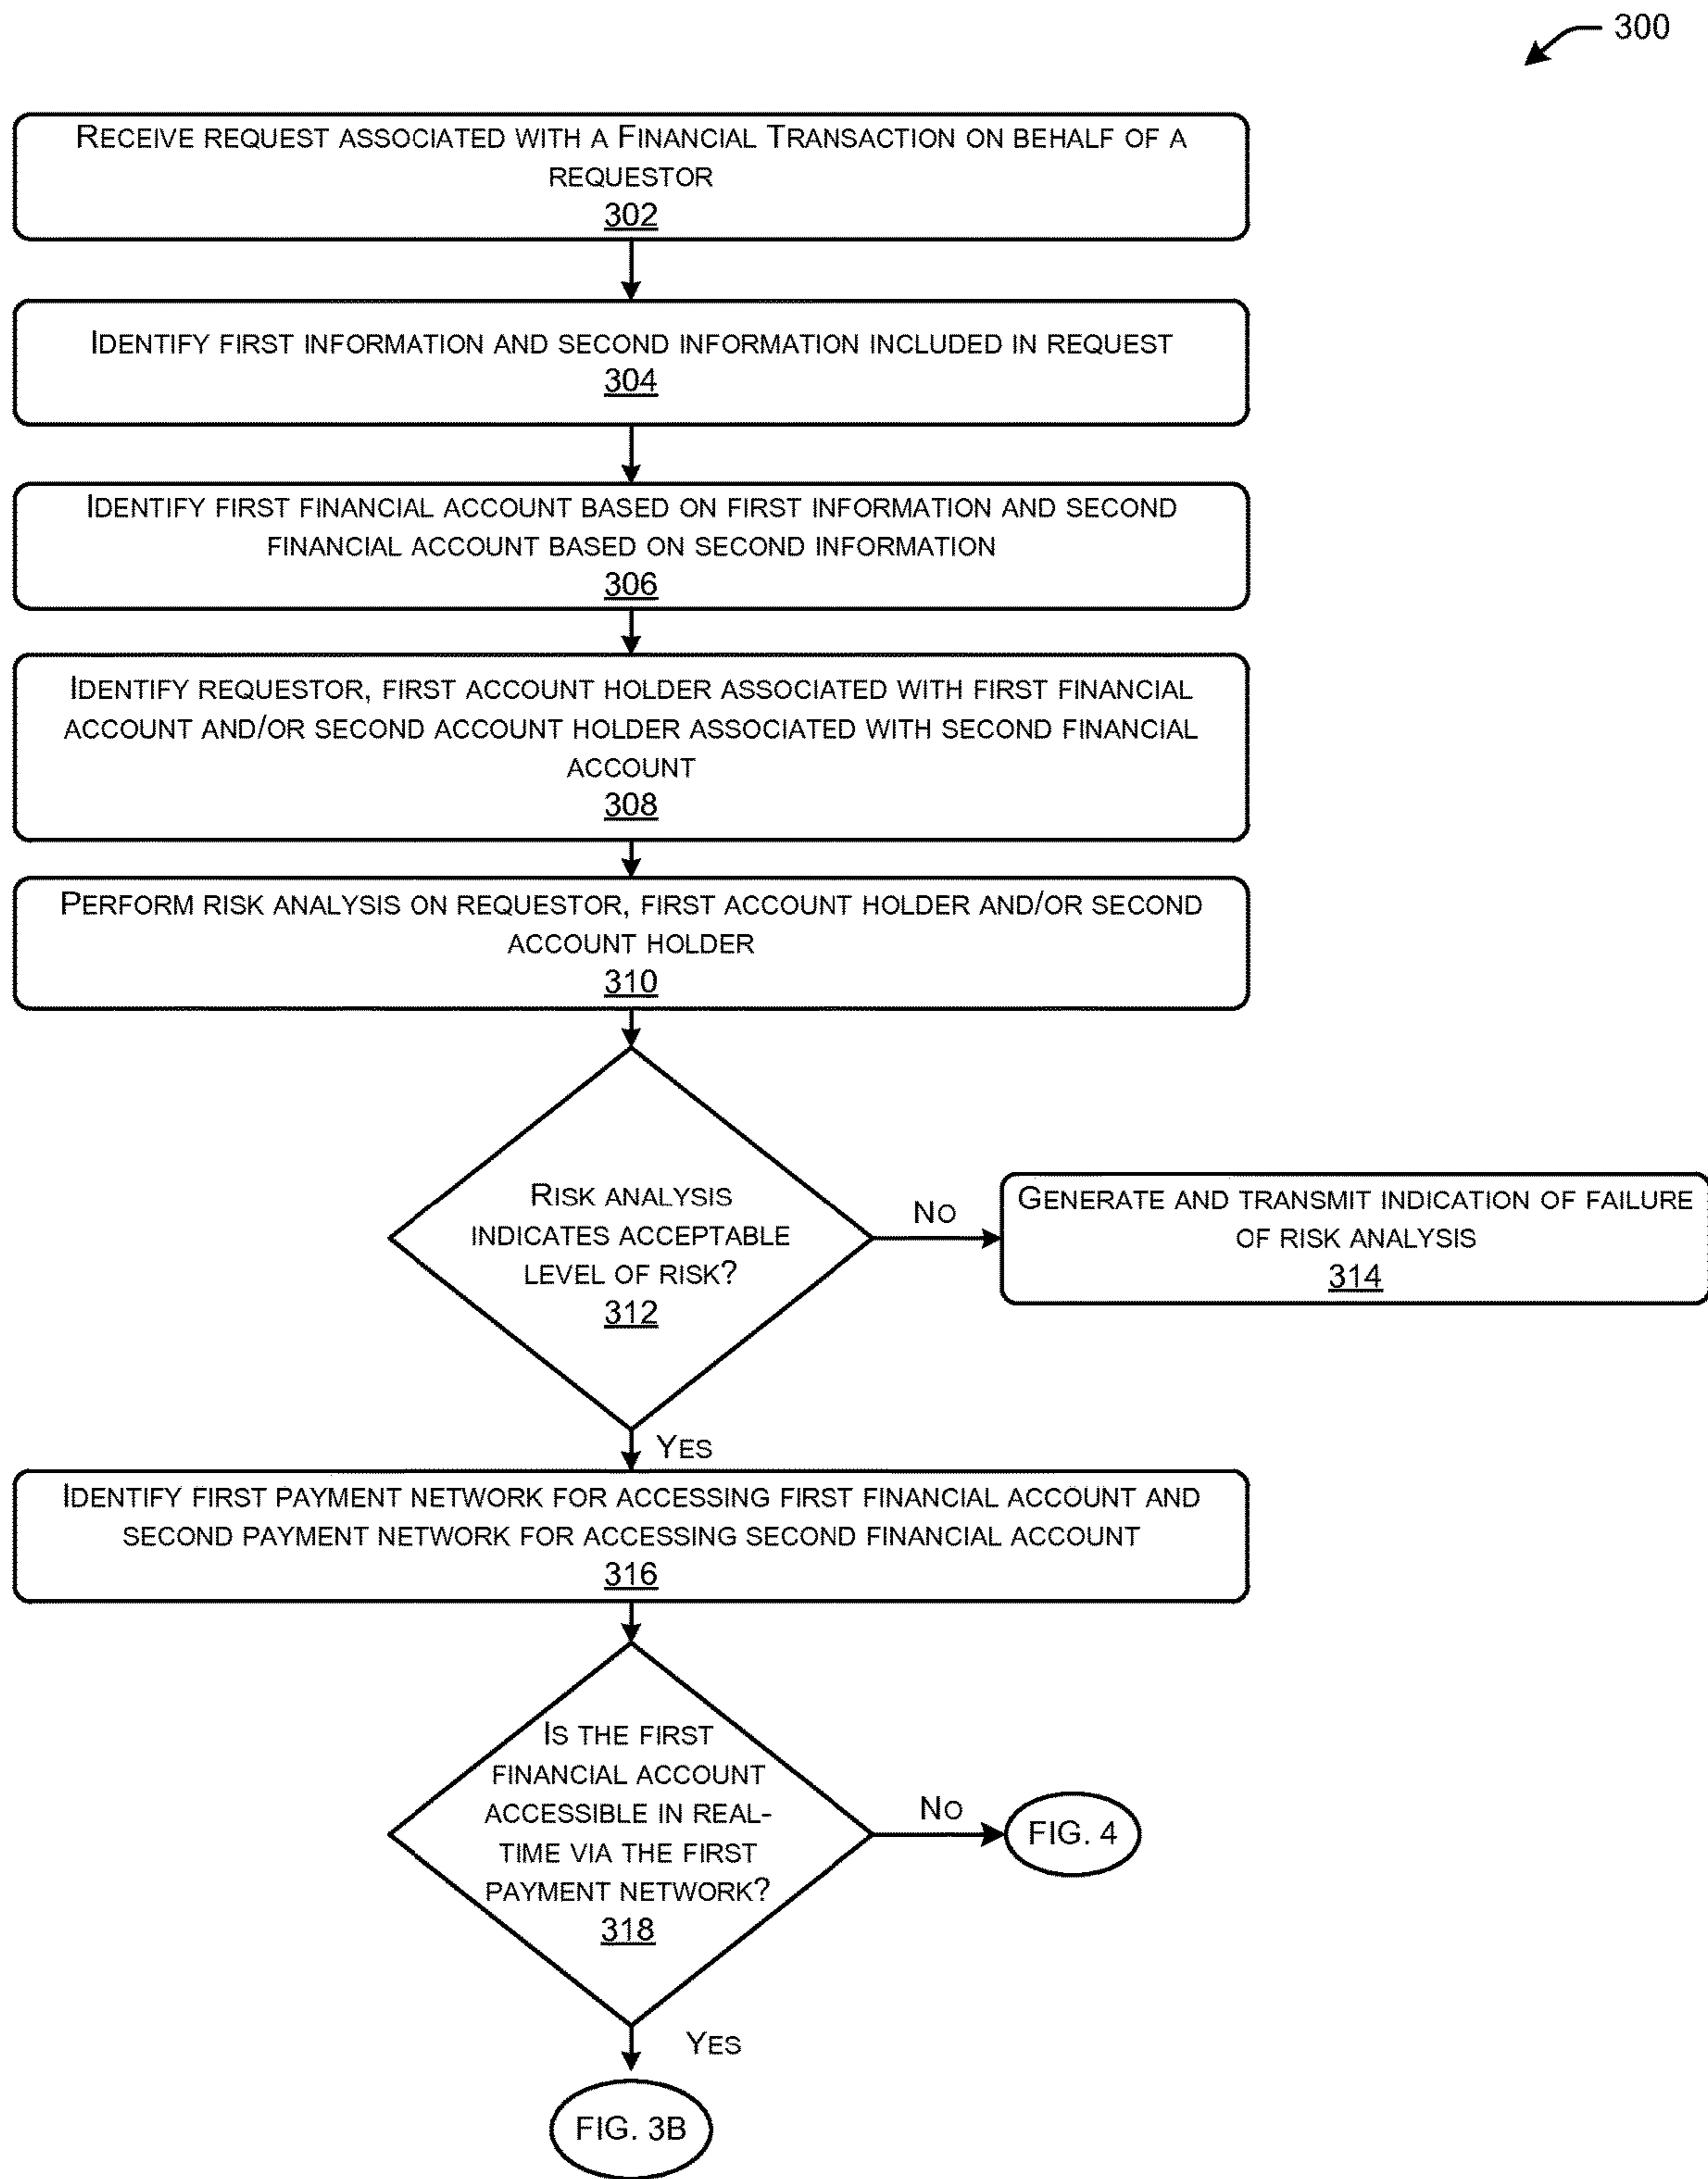 300
Receive request associated with a Financial Transaction on behalf of a
requestor
302
Identify first information and second information included in request
304
Identify first financial account based on first information and second
financial account based on second information
306
Identify requestor, first account holder associated with first financial
account and/or second account holder associated with second financial
account
308
Perform risk analysis on requestor, first account holder and/or second
account holder
310
Risk analysis
indicates acceptable
level of risk?
312
No
Generate and transmit indication of failure
of risk analysis
314
Yes
Identify first payment network for accessing first financial account and
second payment network for accessing second financial account
316
Is the first
financial account
accessible in real-
time via the first
payment network?
318
No
FIG. 4
Yes
FIG. 3B